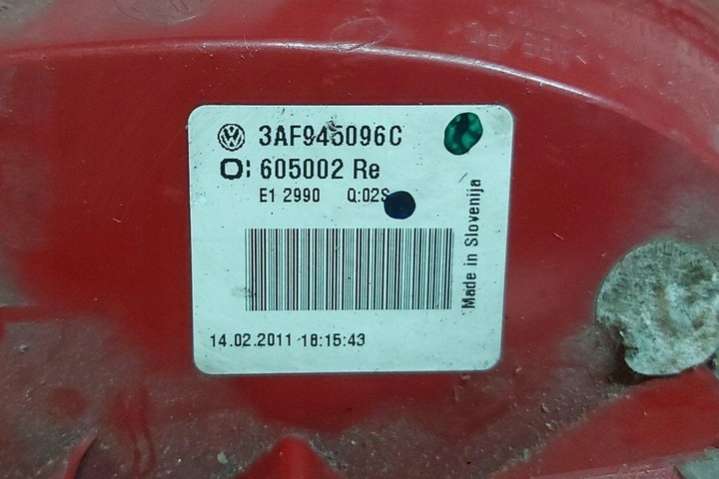 3AF945096C
605002 Re
E1 2990 Q:02S
Made in Slovenija
14.02.2011 18:15:43